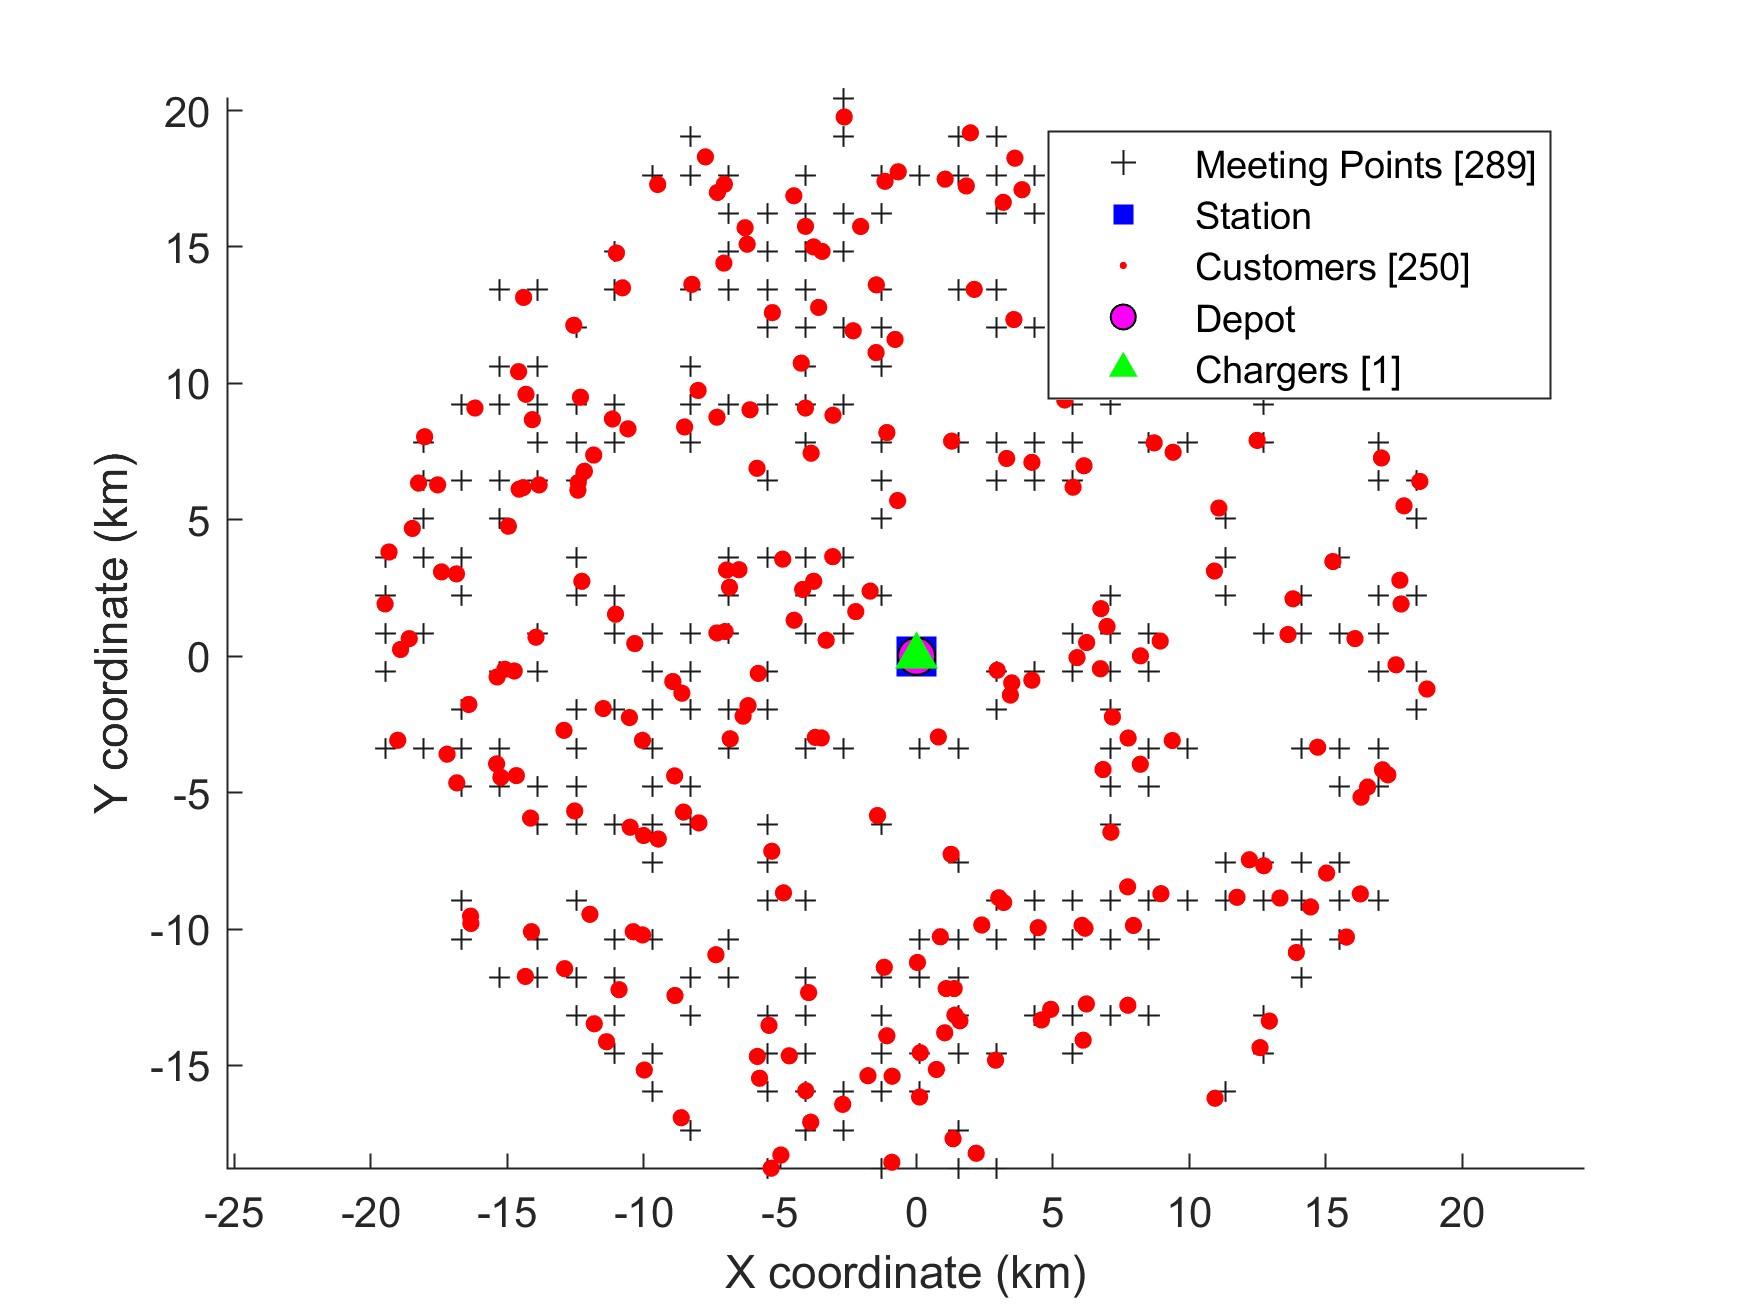 20
15
10
5
0
-5
-10
-15
Y coordinate (km)
Meeting Points [289]
Station
Customers [250]
Depot
Chargers [1]
-25 -20 -15 -10 -5 0 5 10 15 20
X coordinate (km)